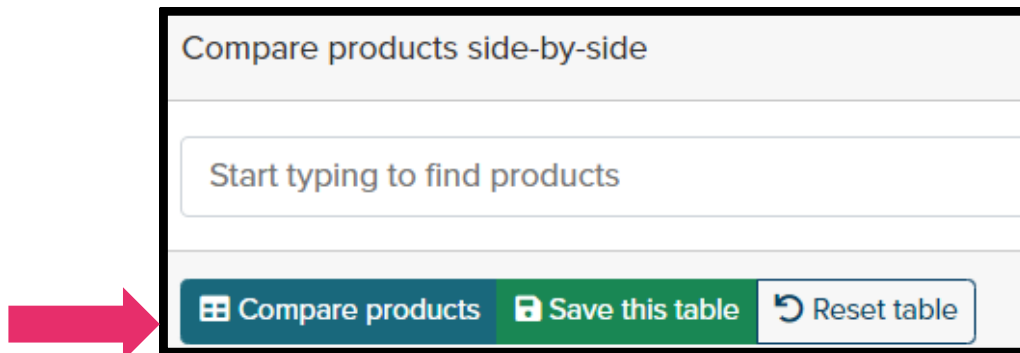 Compare products side-by-side
Start typing to find products
Compare products Save this table Reset table